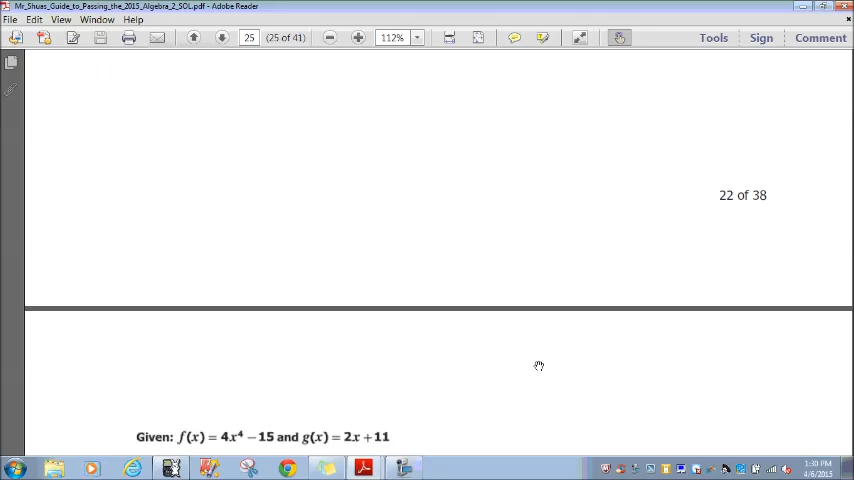 Mr_Shuas_Guide_to_Passing_the_2015_Algebra_2_SOL.pdf - Adobe Reader
File Edit View Window Help
25 (25 of 41) 112% Tools Sign Comment
22 of 38
Given: f(x) = 4x⁴ − 15 and g(x) = 2x + 11
1:30 PM
4/6/2015